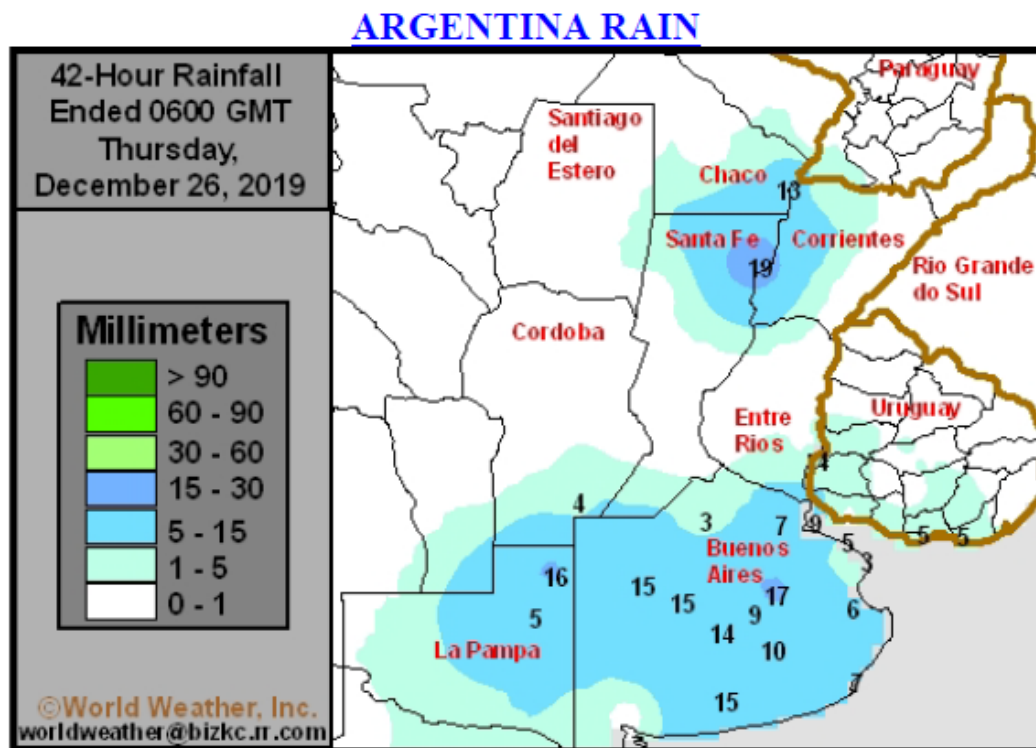 ARGENTINA RAIN
42-Hour Rainfall
Ended 0600 GMT
Thursday,
December 26, 2019
Millimeters
> 90
60 - 90
30 - 60
15 - 30
5 - 15
1 - 5
0 - 1
©World Weather, Inc.
worldweather@bizkc.rr.com
Paraguay
Santiago
del
Estero
Chaco
13
Santa Fe
Corrientes
19
Rio Grande
do Sul
Cordoba
Entre
Rios
Uruguay
4
4
3
7
9
5
5
5
3
Buenos
Aires
16
15
15
17
9
6
5
14
10
La Pampa
15
7